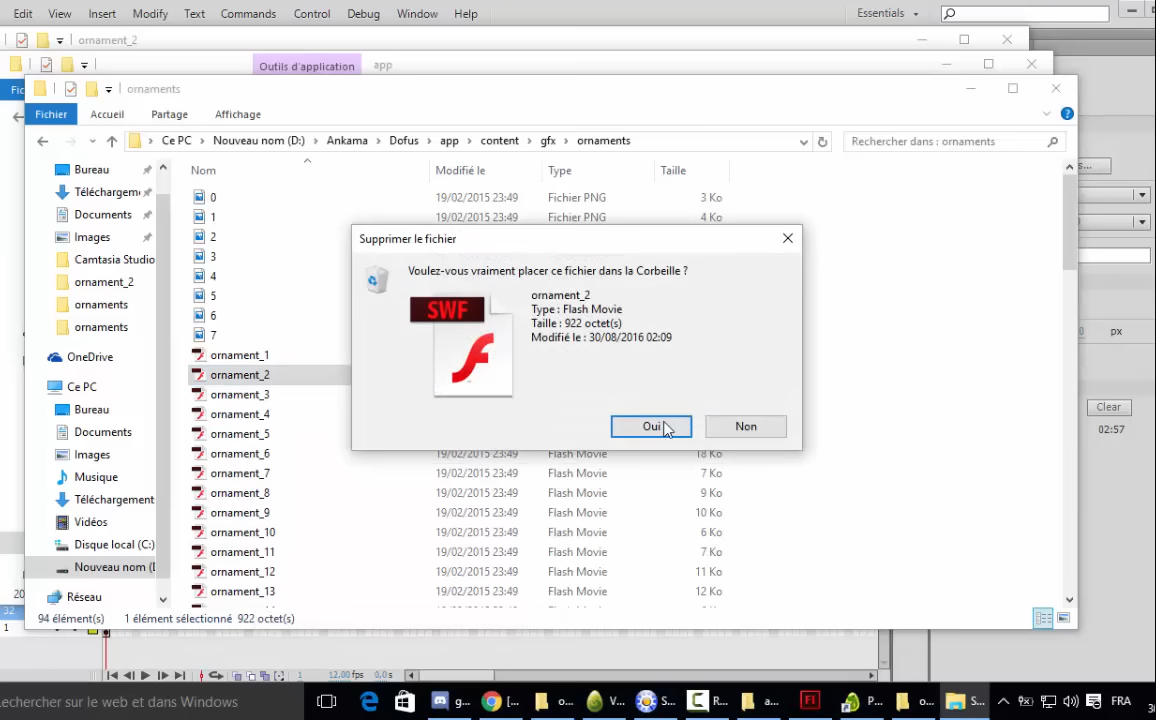 Edit View Insert Modify Text Commands Control Debug Window Help Essentials
ornament_2
Outils d'application app
ornaments
Fichier Accueil Partage Affichage
Ce PC Nouveau nom (D:) Ankama Dofus app content gfx ornaments Rechercher dans : ornaments
Nom Modifié le Type Taille
Bureau
Téléchargem
Documents
Images
Camtasia Studio
ornament_2
ornaments
ornaments
OneDrive
Ce PC
Bureau
Documents
Images
Musique
Téléchargement
Vidéos
Disque local (C:)
Nouveau nom (
Réseau
0 19/02/2015 23:49 Fichier PNG 3 Ko
1 19/02/2015 23:49 Fichier PNG 4 Ko
2
3
4
5
6
7
ornament_1
ornament_2
ornament_3
ornament_4
ornament_5
ornament_6 19/02/2015 23:49 Flash Movie 18 Ko
ornament_7 19/02/2015 23:49 Flash Movie 7 Ko
ornament_8 19/02/2015 23:49 Flash Movie 9 Ko
ornament_9 19/02/2015 23:49 Flash Movie 10 Ko
ornament_10 19/02/2015 23:49 Flash Movie 6 Ko
ornament_11 19/02/2015 23:49 Flash Movie 7 Ko
ornament_12 19/02/2015 23:49 Flash Movie 11 Ko
ornament_13 19/02/2015 23:49 Flash Movie 12 Ko
Supprimer le fichier
Voulez-vous vraiment placer ce fichier dans la Corbeille ?
SWF
ornament_2
Type : Flash Movie
Taille : 922 octet(s)
Modifié le : 30/08/2016 02:09
Oui Non
px
Clear
02:57
94 élément(s) 1 élément sélectionné 922 octet(s)
1 12,00 fps 0,0 s
echercher sur le web et dans Windows g... [... o... V... S... R... a... P... o... S... FRA